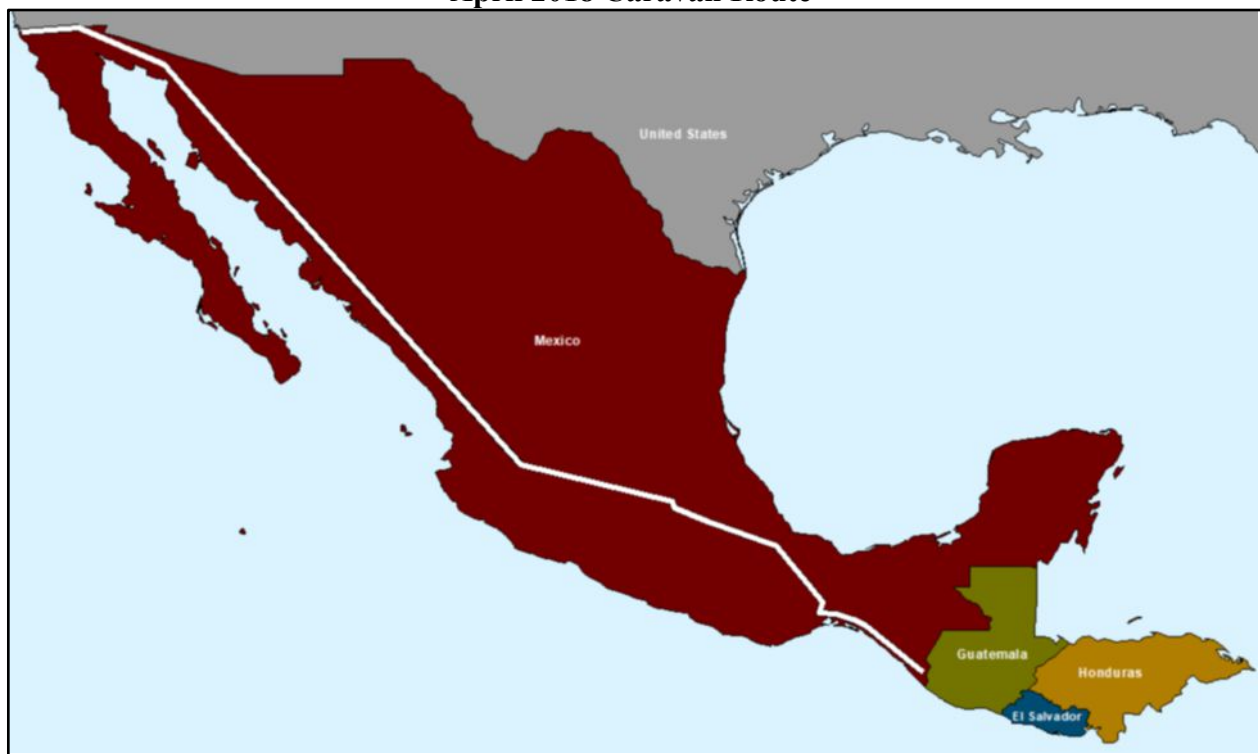 April 2018 Caravan Route
United States
Mexico
Guatemala
Honduras
El Salvador